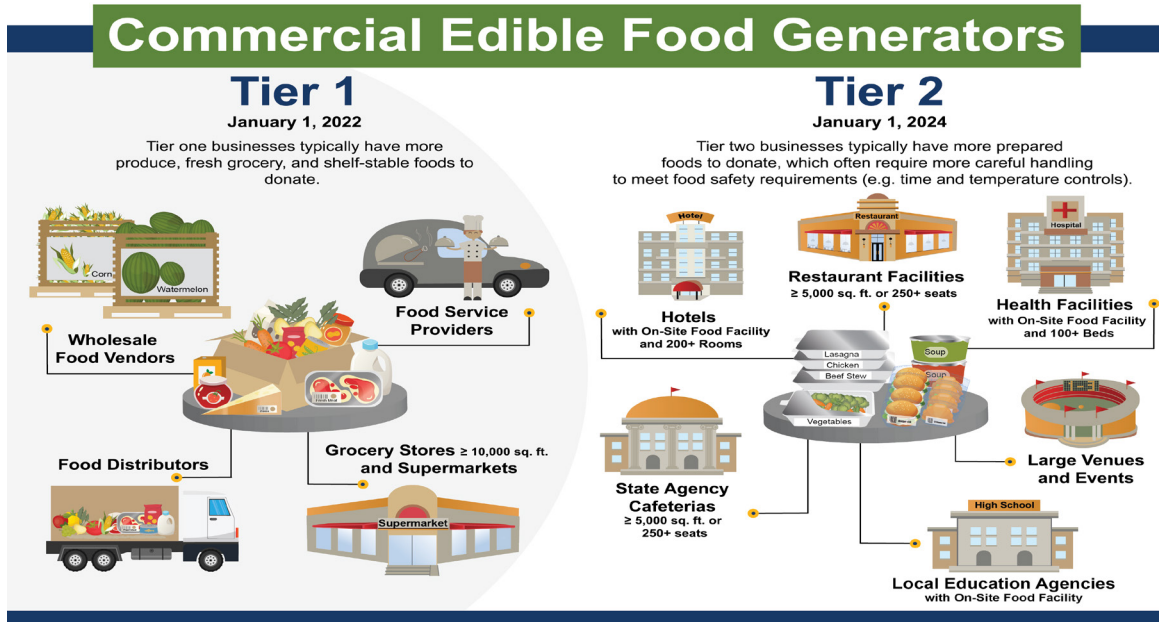 Commercial Edible Food Generators
Tier 1
January 1, 2022
Tier one businesses typically have more
produce, fresh grocery, and shelf-stable foods to
donate.
Corn
Watermelon
Wholesale
Food Vendors
Food Service
Providers
Fresh Meat
Food Distributors
Grocery Stores ≥ 10,000 sq. ft.
and Supermarkets
Supermarket
Tier 2
January 1, 2024
Tier two businesses typically have more prepared
foods to donate, which often require more careful handling
to meet food safety requirements (e.g. time and temperature controls).
Hotel
Hotels
with On-Site Food Facility
and 200+ Rooms
Restaurant
Restaurant Facilities
≥ 5,000 sq. ft. or 250+ seats
Hospital
Health Facilities
with On-Site Food Facility
and 100+ Beds
Lasagna
Chicken
Beef Stew
Vegetables
Soup
Soup
State Agency
Cafeterias
≥ 5,000 sq. ft. or
250+ seats
Large Venues
and Events
High School
Local Education Agencies
with On-Site Food Facility